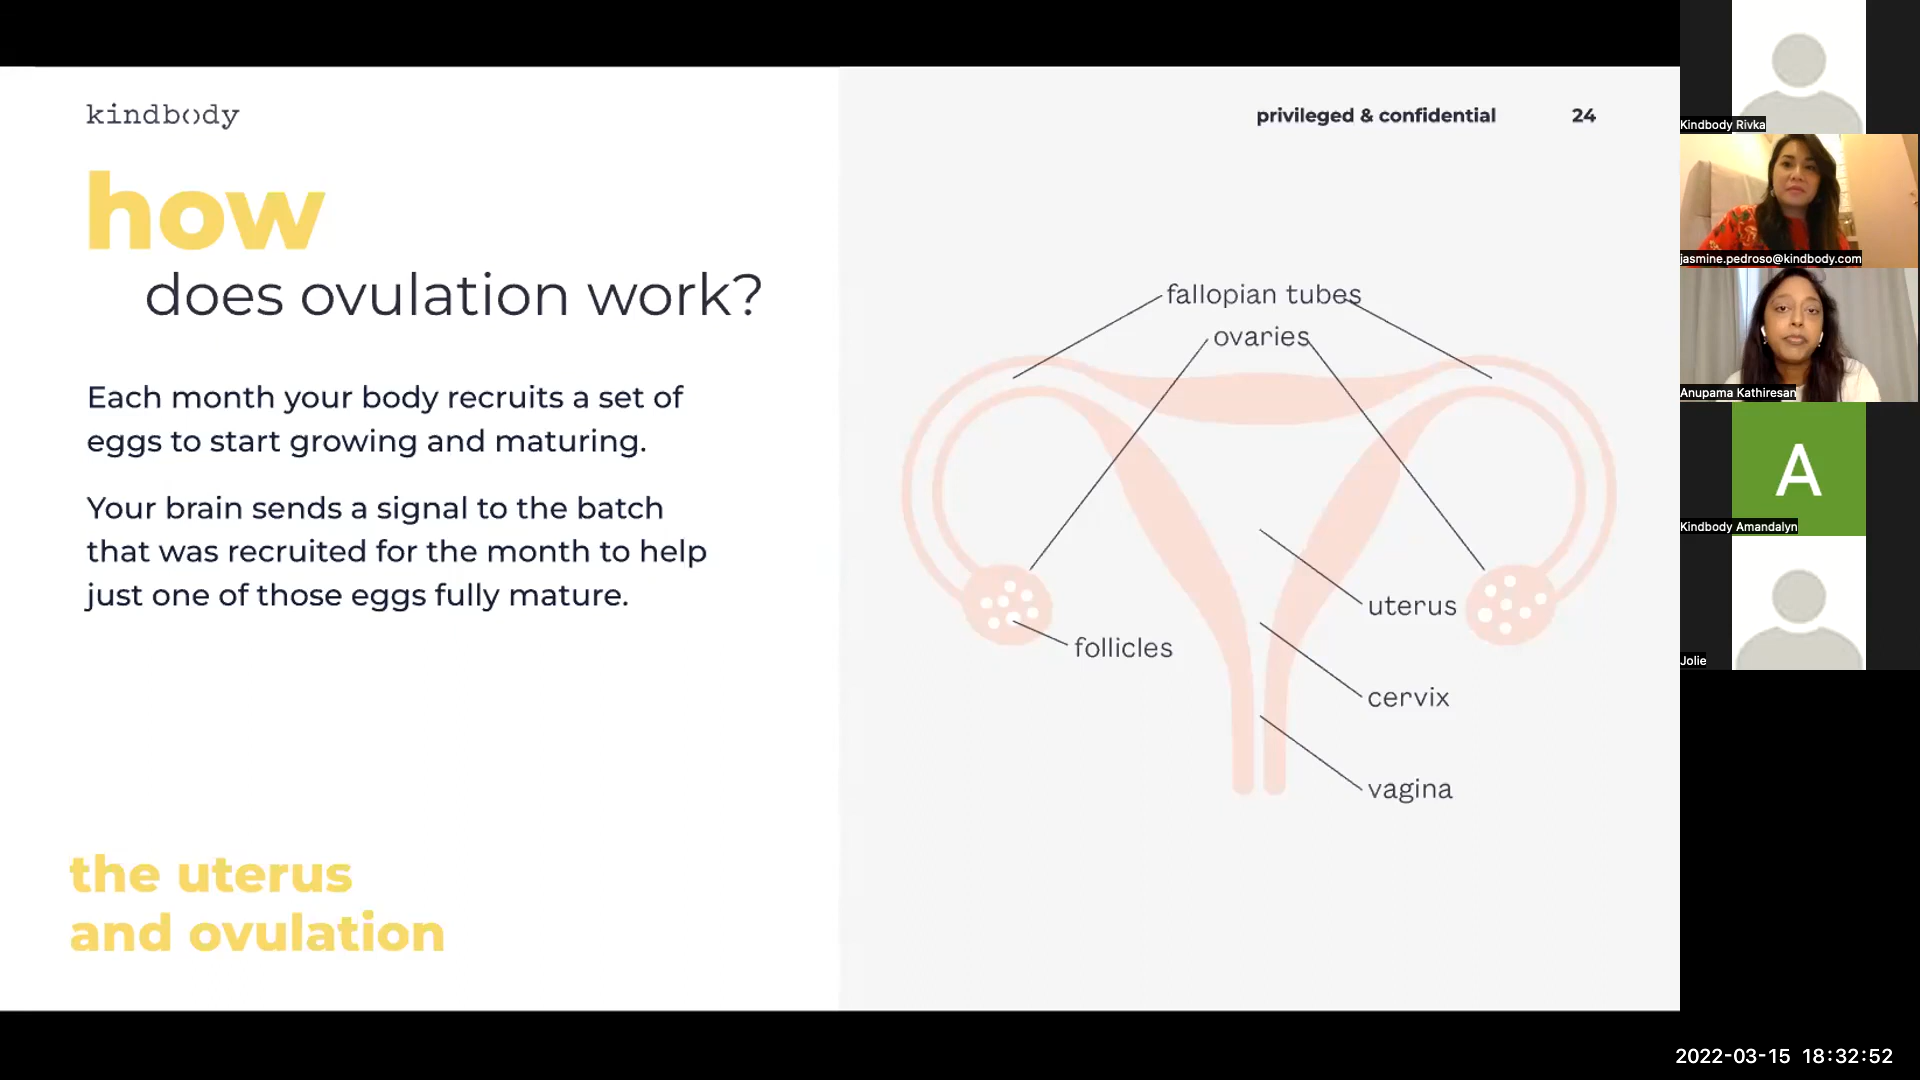 kindbody
privileged & confidential
24
how
does ovulation work?
Each month your body recruits a set of
eggs to start growing and maturing.
Your brain sends a signal to the batch
that was recruited for the month to help
just one of those eggs fully mature.
the uterus
and ovulation
fallopian tubes
ovaries
uterus
follicles
cervix
vagina
Kindbody Rivka
jasmine.pedroso@kindbody.com
Anupama Kathiresan
A
Kindbody Amandalyn
Jolie
2022-03-15 18:32:52